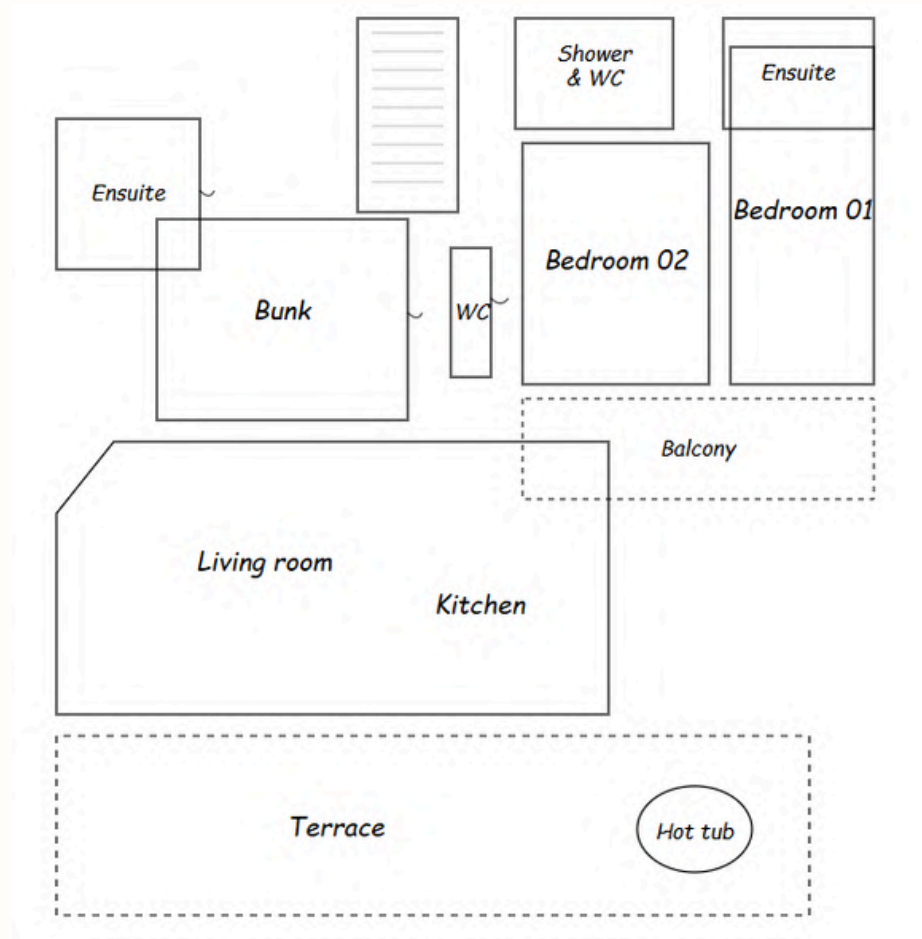 Shower
& WC
Ensuite
Ensuite
Bedroom 01
Bedroom 02
Bunk
WC
Balcony
Living room
Kitchen
Terrace
Hot tub